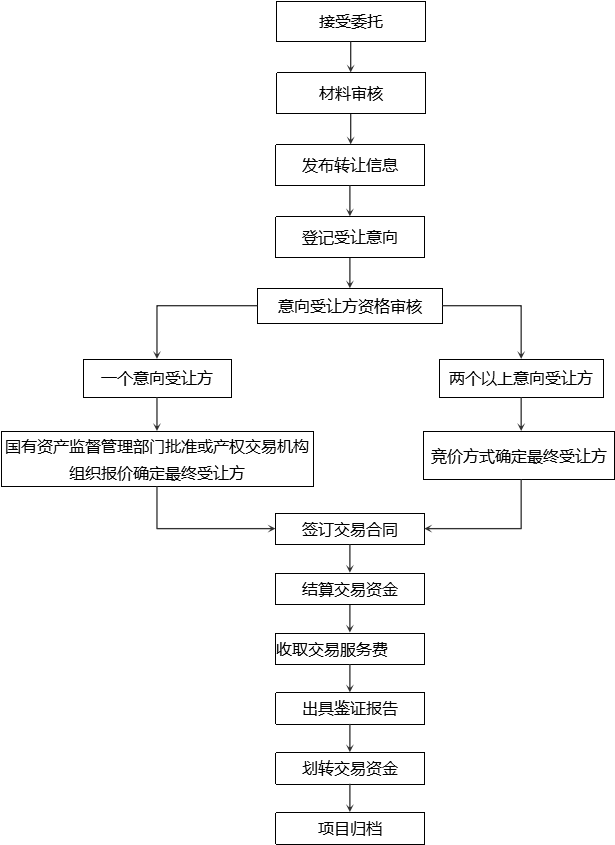 接受委托
材料审核
发布转让信息
登记受让意向
意向受让方资格审核
一个意向受让方
两个以上意向受让方
国有资产监督管理部门批准或产权交易机构
组织报价确定最终受让方
竞价方式确定最终受让方
签订交易合同
结算交易资金
收取交易服务费
出具鉴证报告
划转交易资金
项目归档